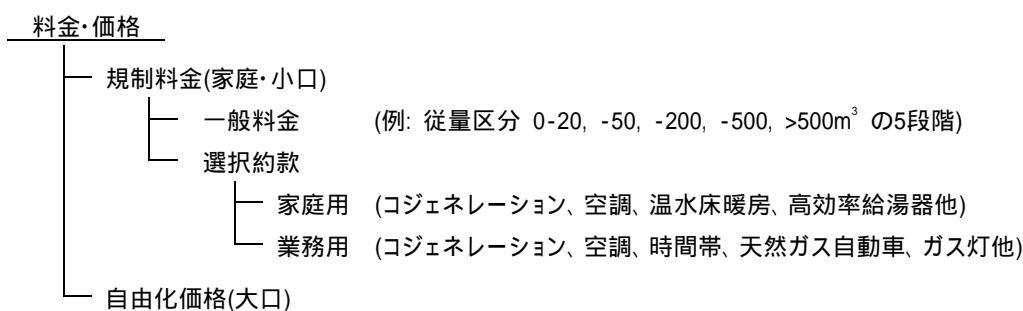 料金・価格
規制料金(家庭・小口)
一般料金 (例: 従量区分 0-20, -50, -200, -500, >500m³ の5段階)
選択約款
家庭用 (コジェネレーション、空調、温水床暖房、高効率給湯器他)
業務用 (コジェネレーション、空調、時間帯、天然ガス自動車、ガス灯他)
自由化価格(大口)